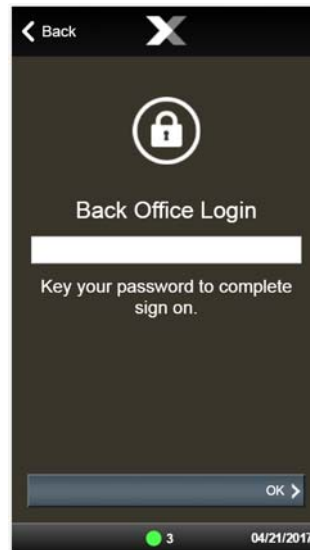 Back
Back Office Login
Key your password to complete
sign on.
OK
3
04/21/2017